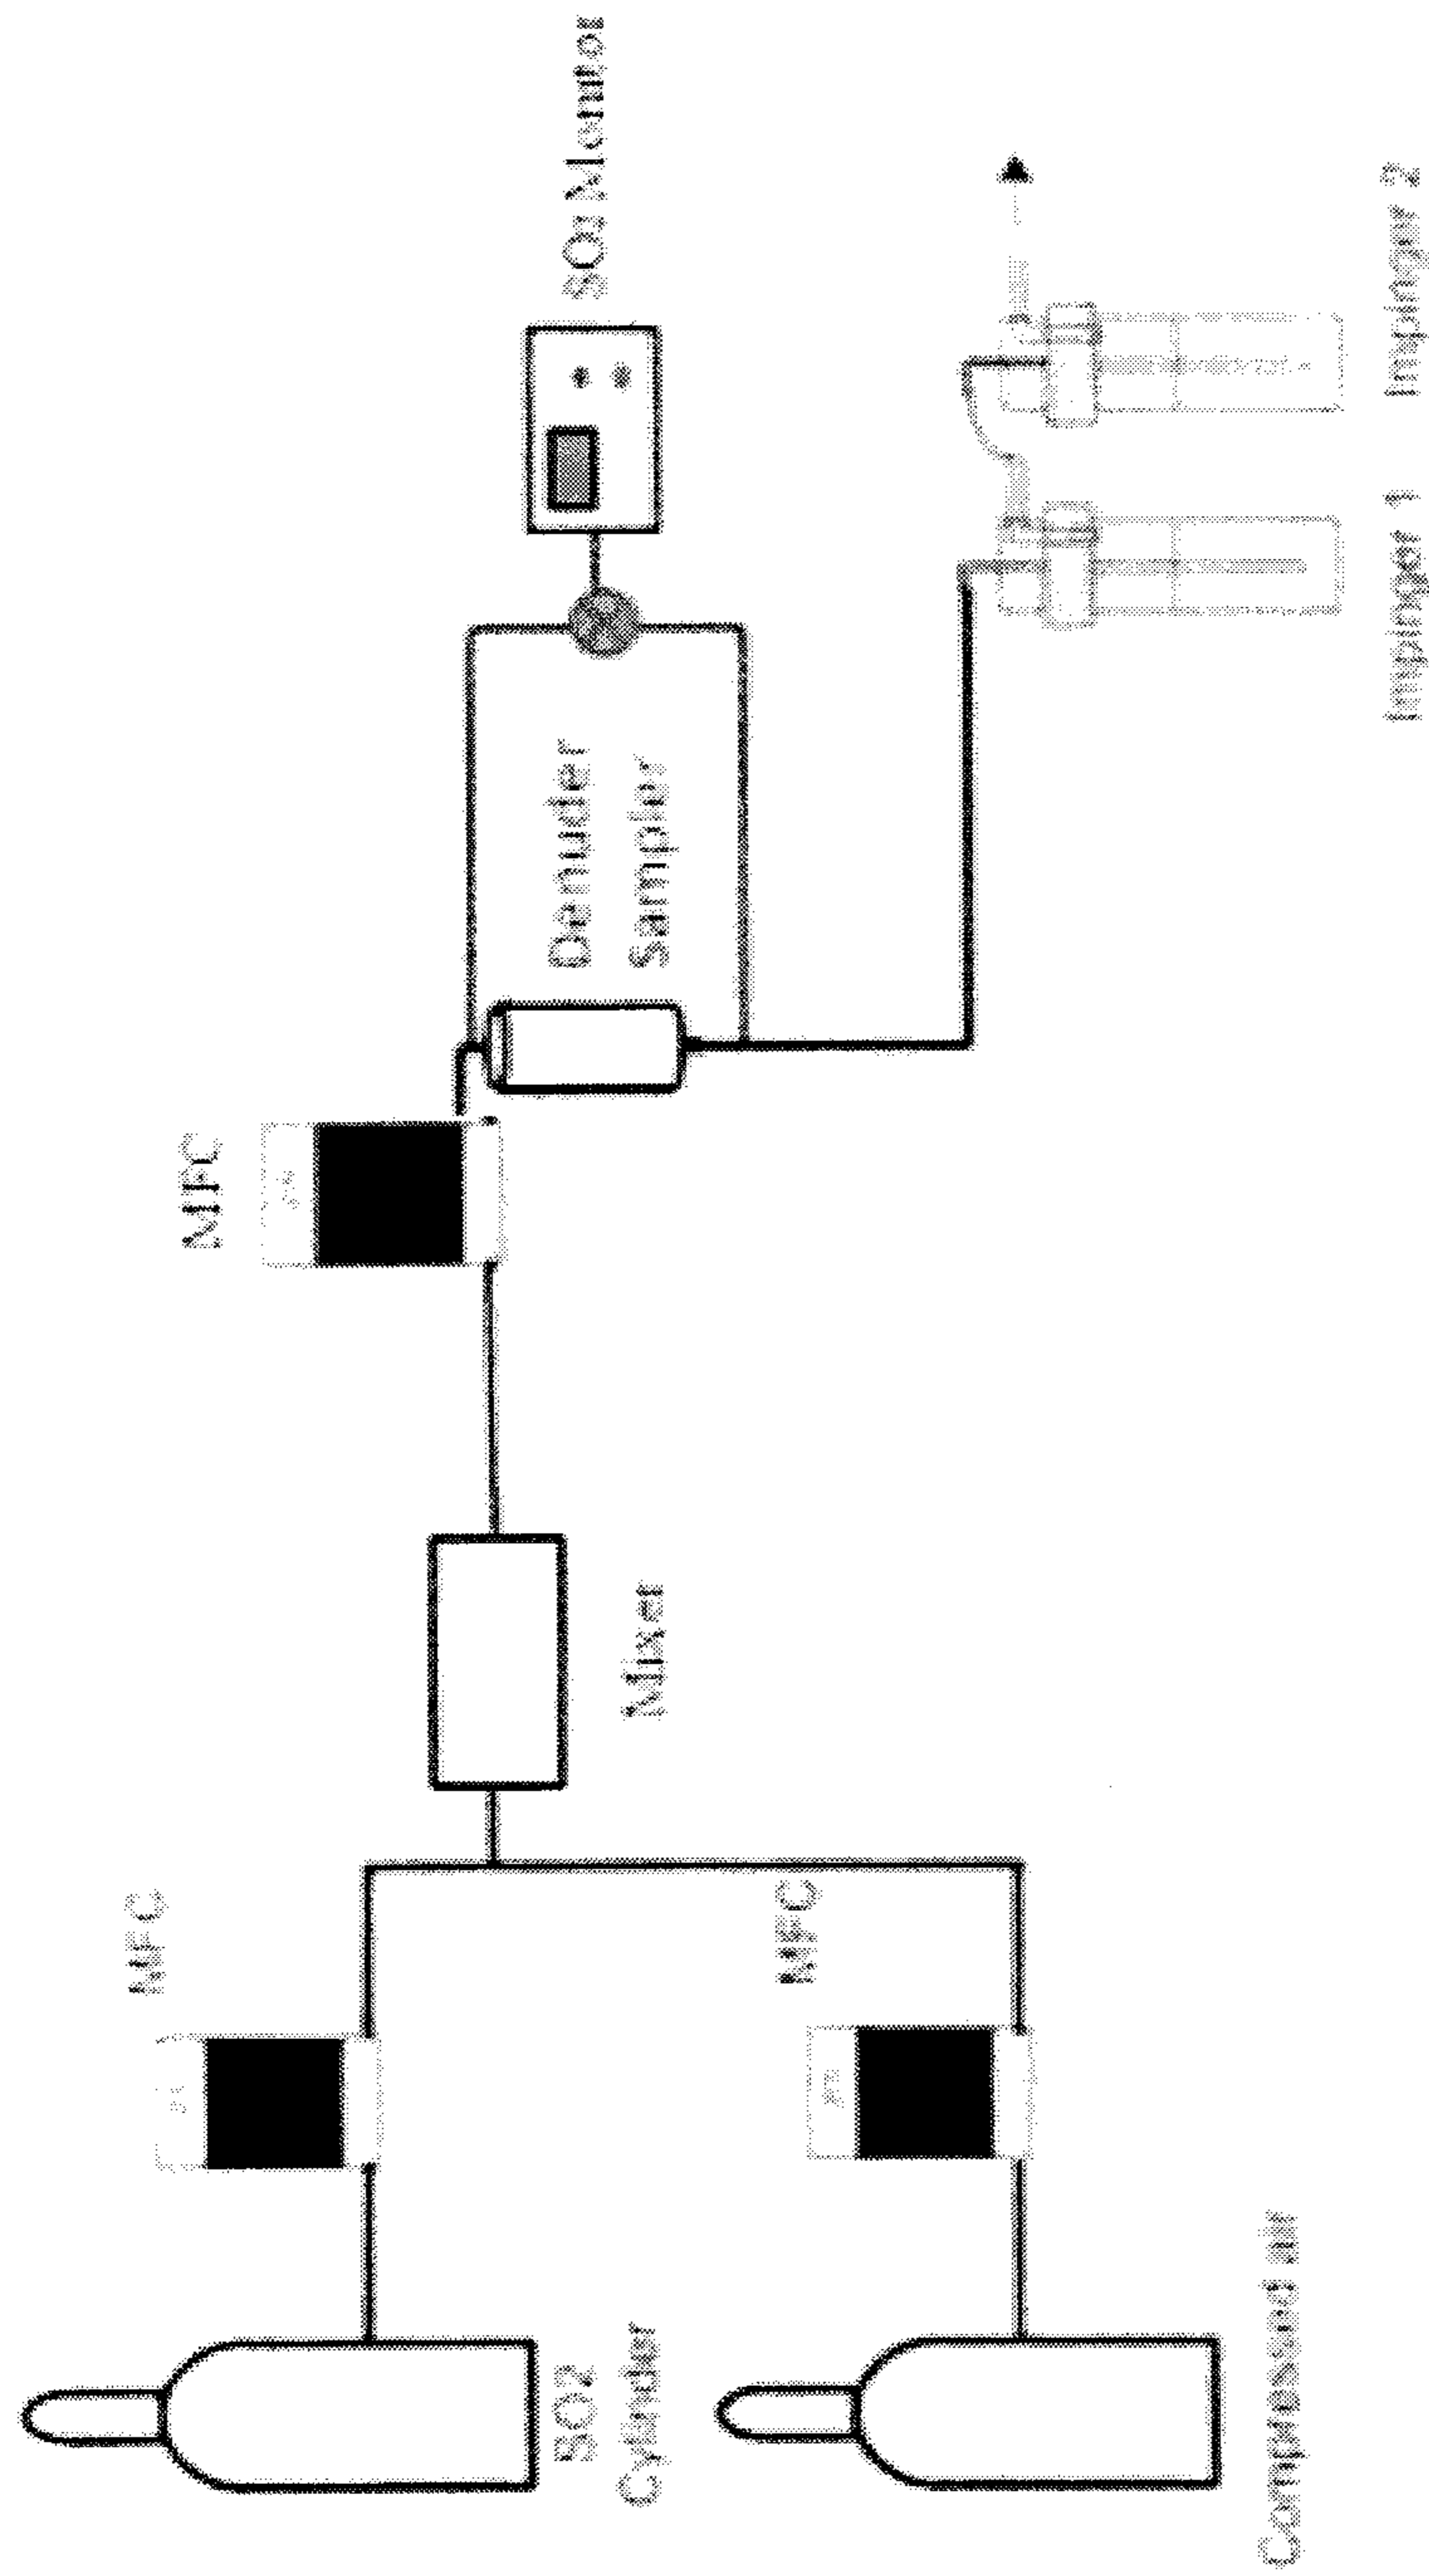 MFC
SO2 Monitor
MFC
Denuder
Sampler
Mixer
SO2
Cylinder
MFC
Impinger 1
Impinger 2
Compressed air